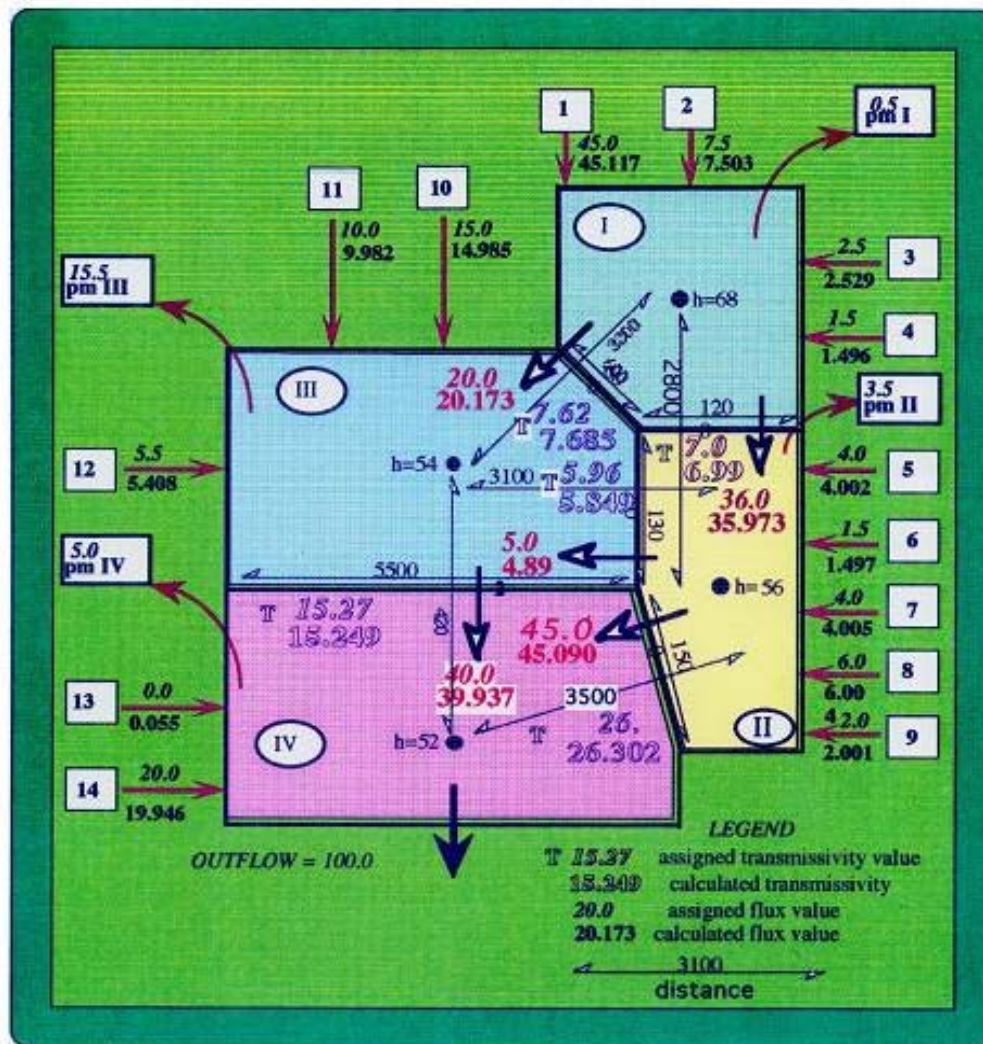 1
2
0.5
pm I
45.0
45.117
7.5
7.503
11
10
10.0
9.982
15.0
14.985
I
2.5
2.529
3
15.5
pm III
h=68
3300
1.5
1.496
4
2800
III
20.0
20.173
3.5
pm II
120
T 7.62
7.685
T 7.0
6.99
12
5.5
5.408
h=54
3100
T 5.96
5.849
4.0
4.002
5
36.0
35.973
130
5.0
pm IV
5.0
4.89
1.5
1.497
6
5500
h=56
T 15.27
15.249
4.0
4.005
7
45.0
45.090
150
40.0
39.937
3500
6.0
6.00
8
13
0.0
0.055
IV
h=52
T 26.
26.302
II
2.0
2.001
9
14
20.0
19.946
OUTFLOW = 100.0
LEGEND
T 15.27 assigned transmissivity value
15.249 calculated transmissivity
20.0 assigned flux value
20.173 calculated flux value
3100
distance